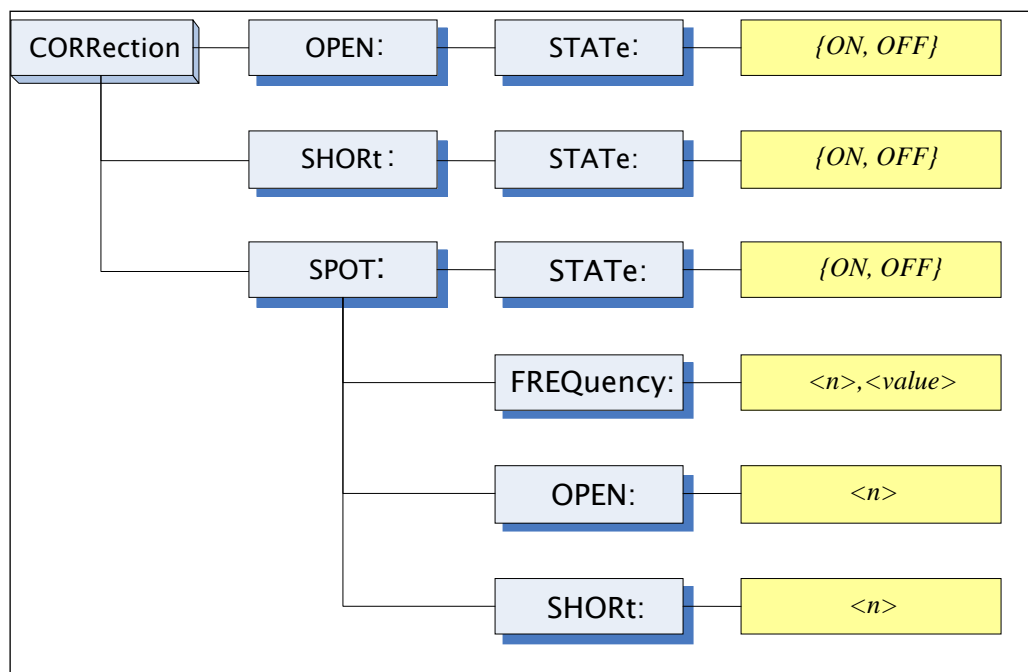 CORRection OPEN: STATe: {ON, OFF}
SHORt: STATe: {ON, OFF}
SPOT: STATe: {ON, OFF}
FREQuency: <n>,<value>
OPEN: <n>
SHORt: <n>